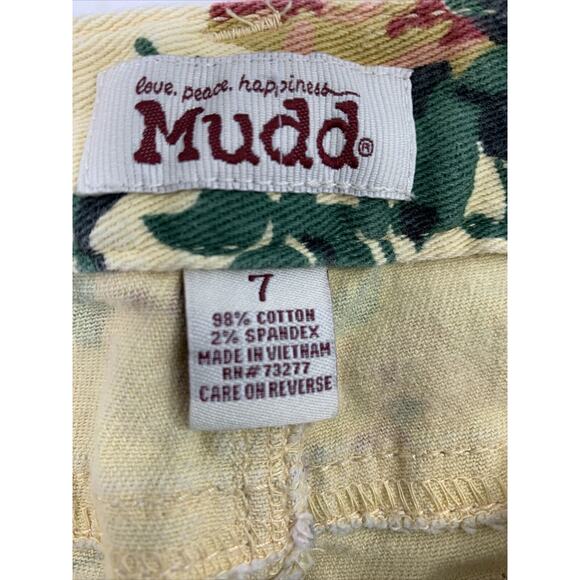 love. peace. happiness
Mudd®
7
98% COTTON
2% SPANDEX
MADE IN VIETNAM
RN# 73277
CARE ON REVERSE